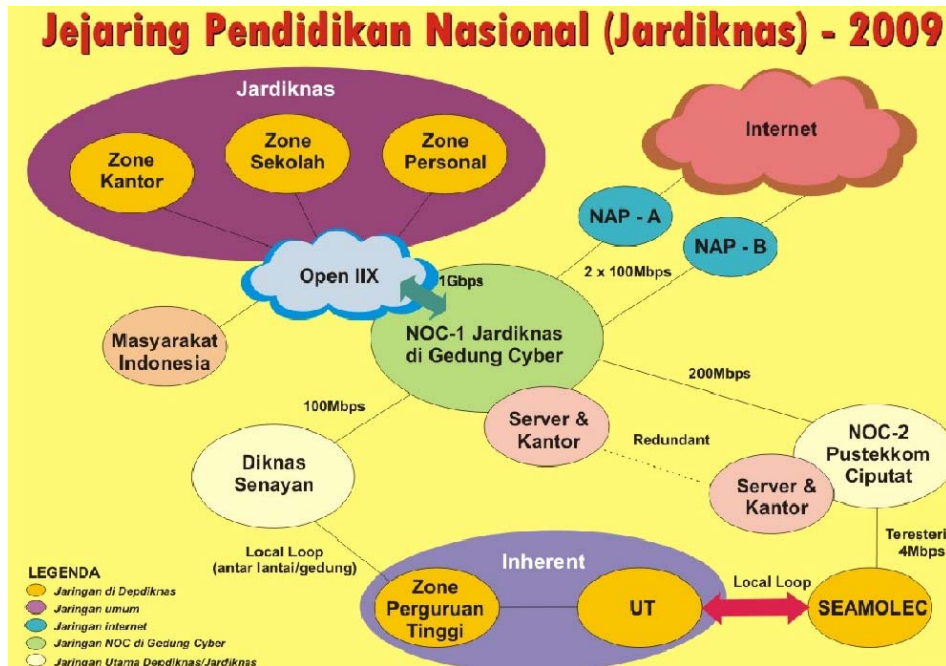 Jejaring Pendidikan Nasional (Jardiknas) - 2009
Jardiknas
Zone
Kantor
Zone
Sekolah
Zone
Personal
Internet
NAP - A
NAP - B
2 x 100Mbps
Open IIX
1Gbps
NOC-1 Jardiknas
di Gedung Cyber
Masyarakat
Indonesia
100Mbps
200Mbps
Server &
Kantor
Redundant
NOC-2
Pustekkom
Ciputat
Server &
Kantor
Diknas
Senayan
Local Loop
(antar lantai/gedung)
Teresteri
4Mbps
Inherent
Zone
Perguruan
Tinggi
UT
Local Loop
SEAMOLEC
LEGENDA
Jaringan di Depdiknas
Jaringan umum
Jaringan internet
Jaringan NOC di Gedung Cyber
Jaringan Utama Depdiknas/Jardiknas